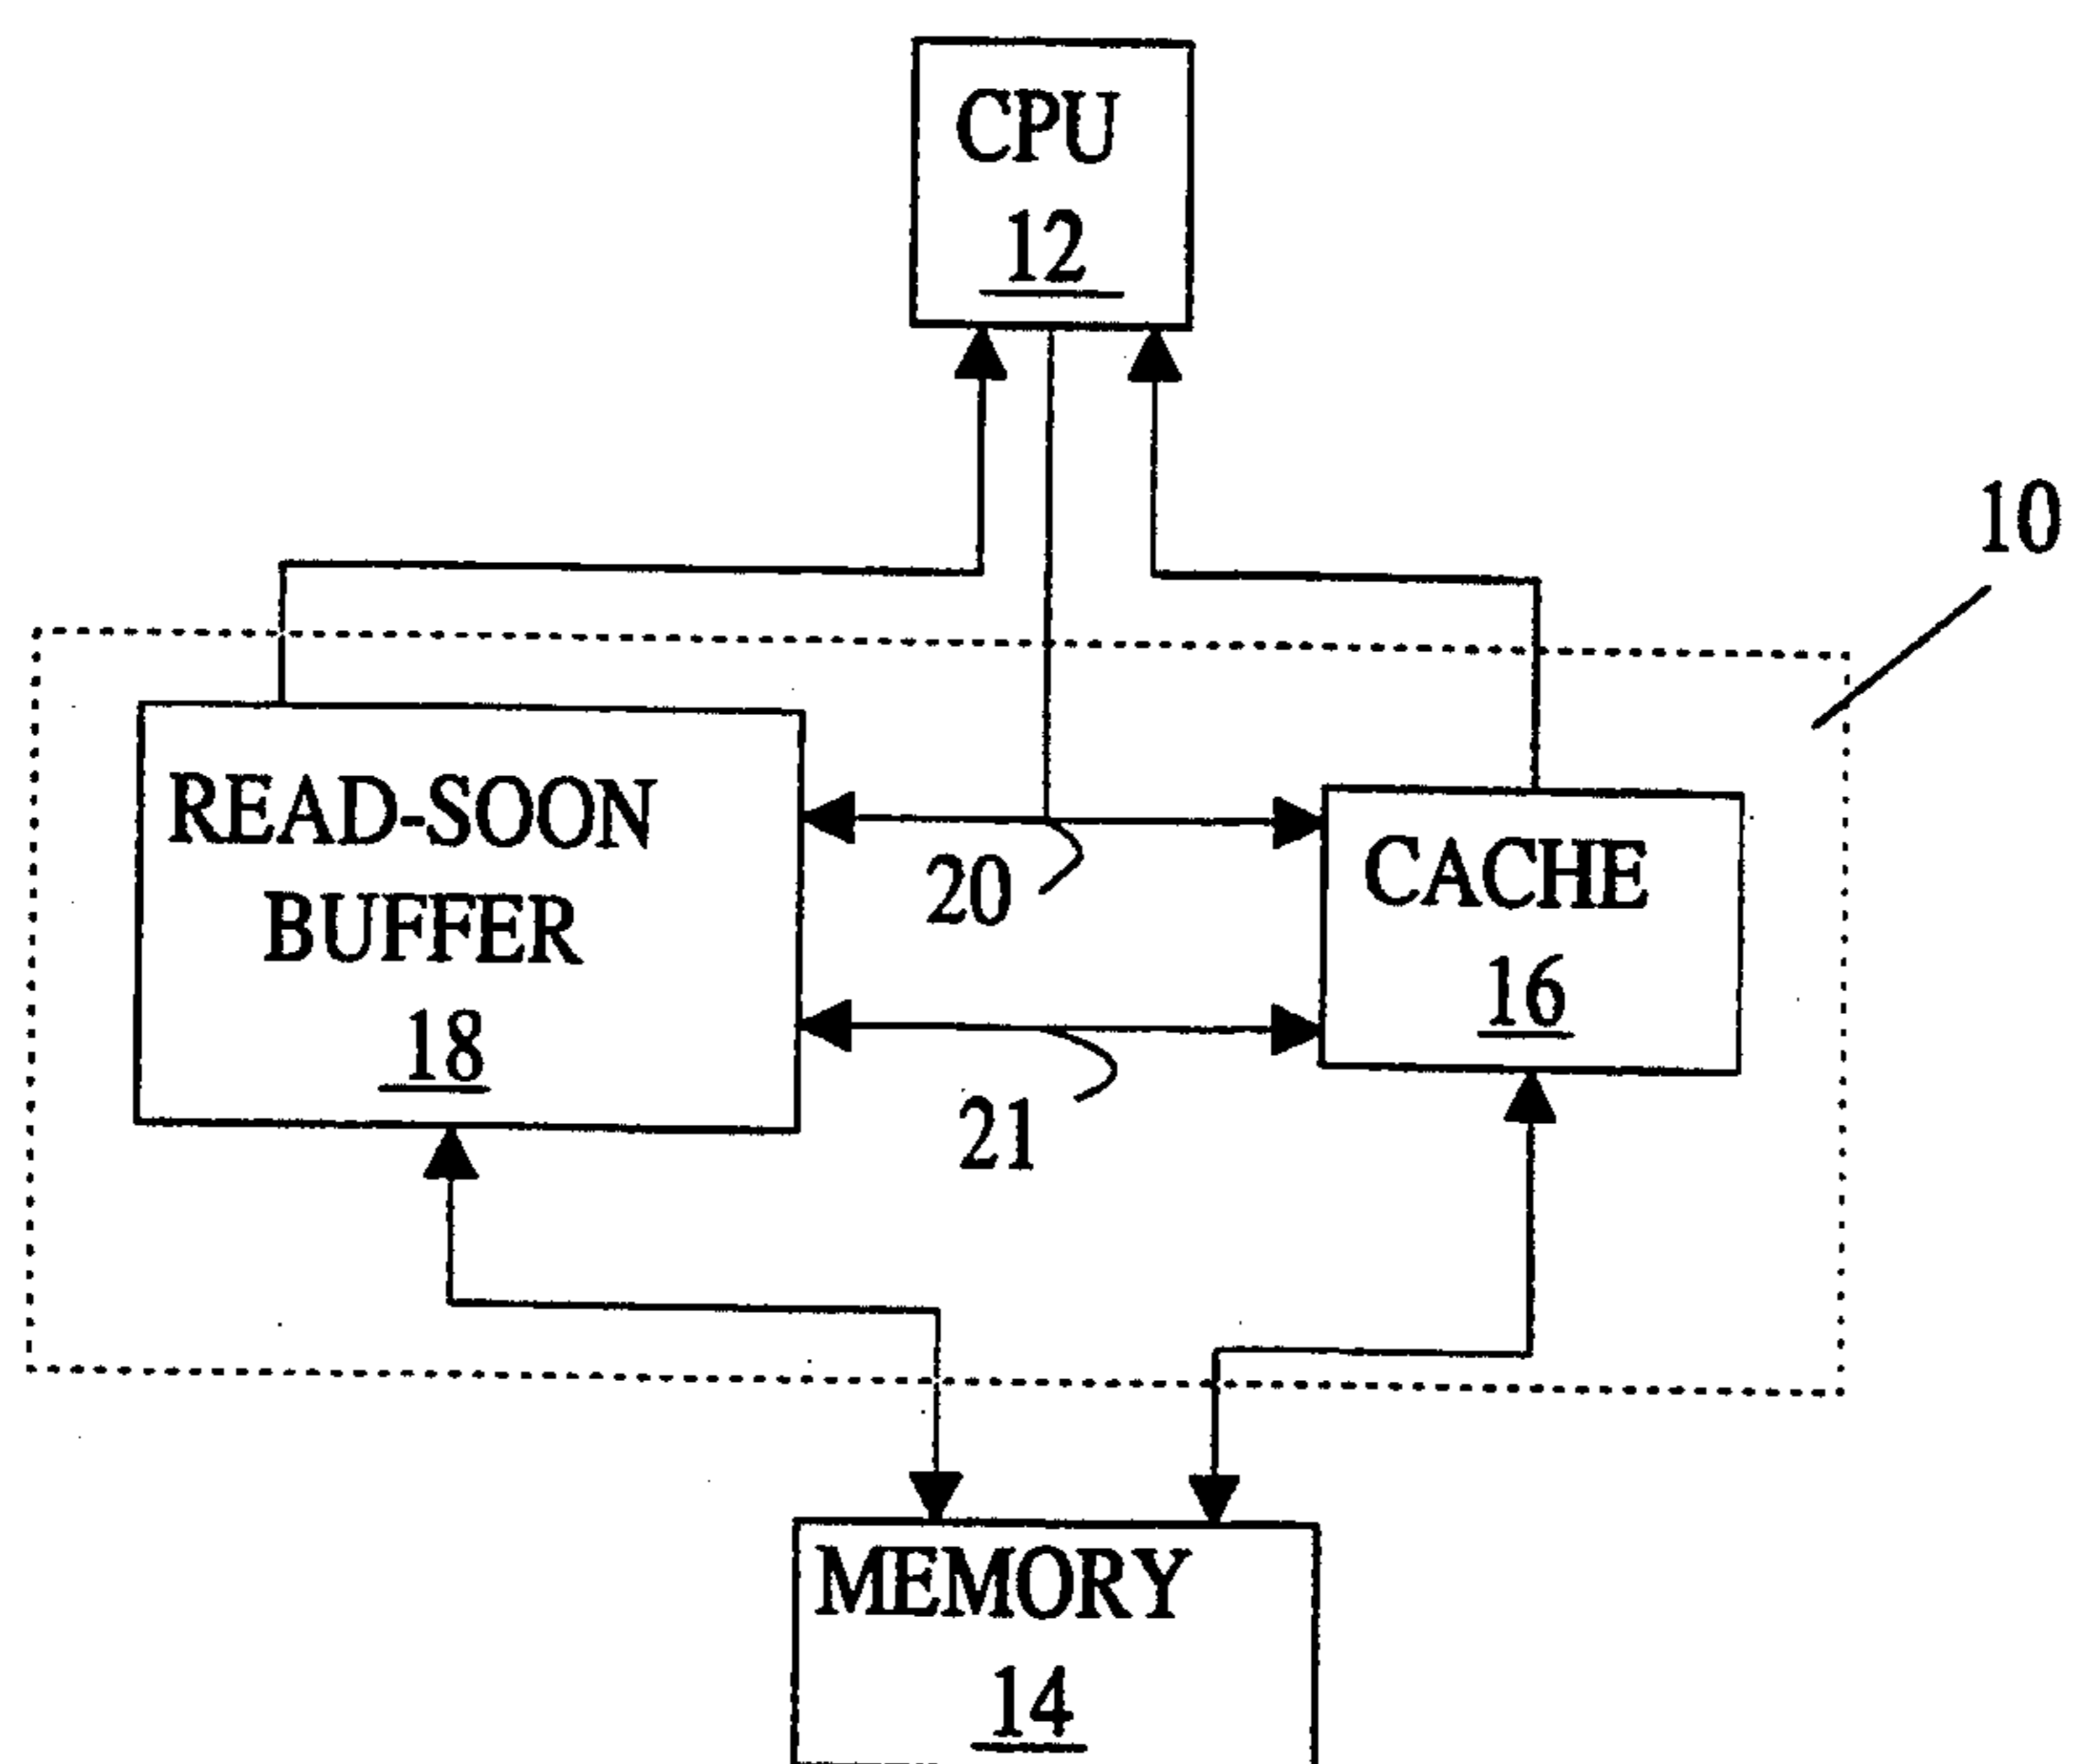 CPU
12
10
READ-SOON
BUFFER
18
20
CACHE
16
21
MEMORY
14